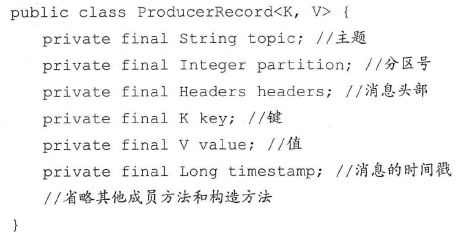 public class ProducerRecord<K, V> {
    private final String topic; //主题
    private final Integer partition; //分区号
    private final Headers headers; //消息头部
    private final K key; //键
    private final V value; //值
    private final Long timestamp; //消息的时间戳
    //省略其他成员方法和构造方法
}